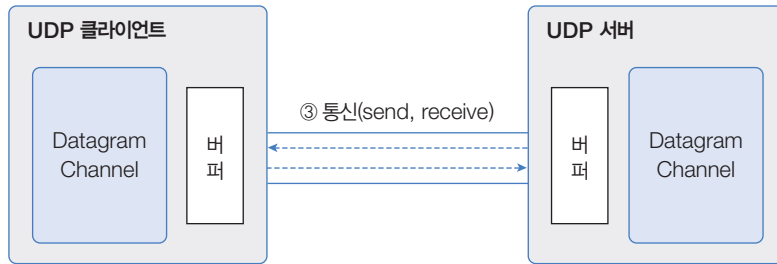 UDP 클라이언트
Datagram
Channel
버
퍼
③ 통신(send, receive)
UDP 서버
버
퍼
Datagram
Channel